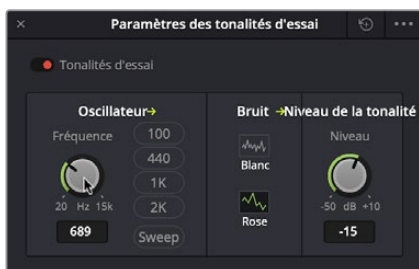 Paramètres des tonalités d'essai
Tonalités d'essai
Oscillateur
Fréquence
20 Hz 15k
689
100
440
1K
2K
Sweep
Bruit
Blanc
Rose
Niveau de la tonalité
Niveau
-50 dB +10
-15